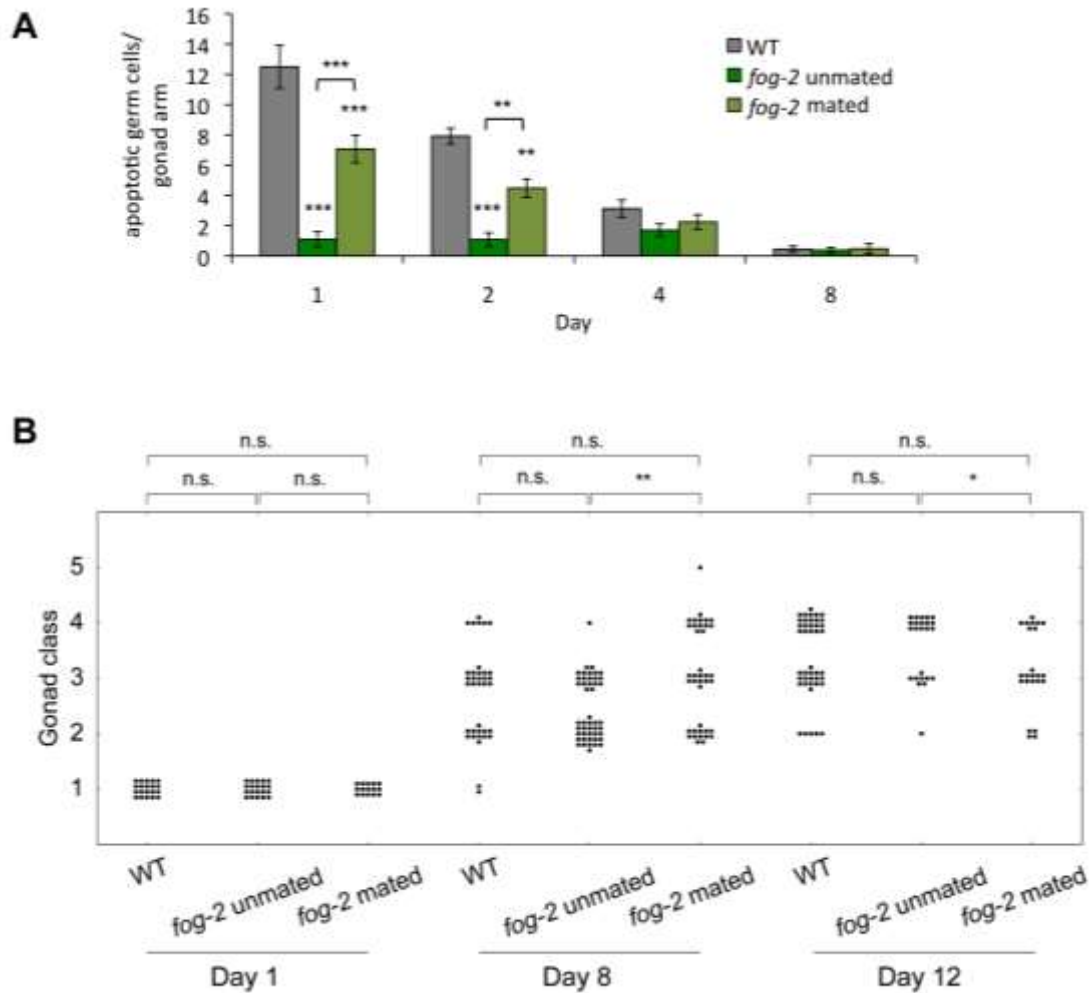 A
apoptotic germ cells/
gonad arm
16
14
12
10
8
6
4
2
0
***
***
***
**
**
***
WT
fog-2 unmated
fog-2 mated
1 2 4 8
Day
B
n.s. n.s. n.s.
n.s. n.s. n.s. ** n.s. *
Gonad class
5
4
3
2
1
WT fog-2 unmated fog-2 mated WT fog-2 unmated fog-2 mated WT fog-2 unmated fog-2 mated
Day 1 Day 8 Day 12